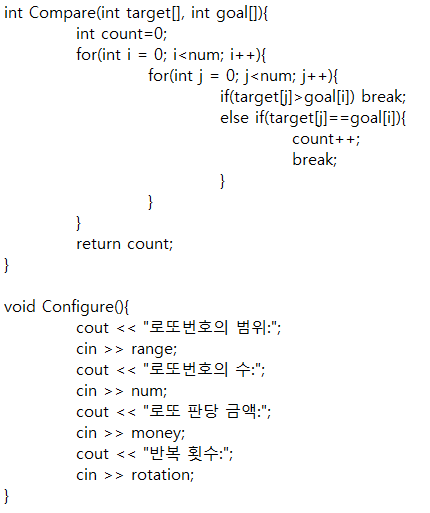 int Compare(int target[], int goal[]){
int count=0;
for(int i = 0; i<num; i++){
for(int j = 0; j<num; j++){
if(target[j]>goal[i]) break;
else if(target[j]==goal[i]){
count++;
break;
}
}
}
return count;
}
void Configure(){
cout << "로또번호의 범위:";
cin >> range;
cout << "로또번호의 수:";
cin >> num;
cout << "로또 판당 금액:";
cin >> money;
cout << "반복 횟수:";
cin >> rotation;
}